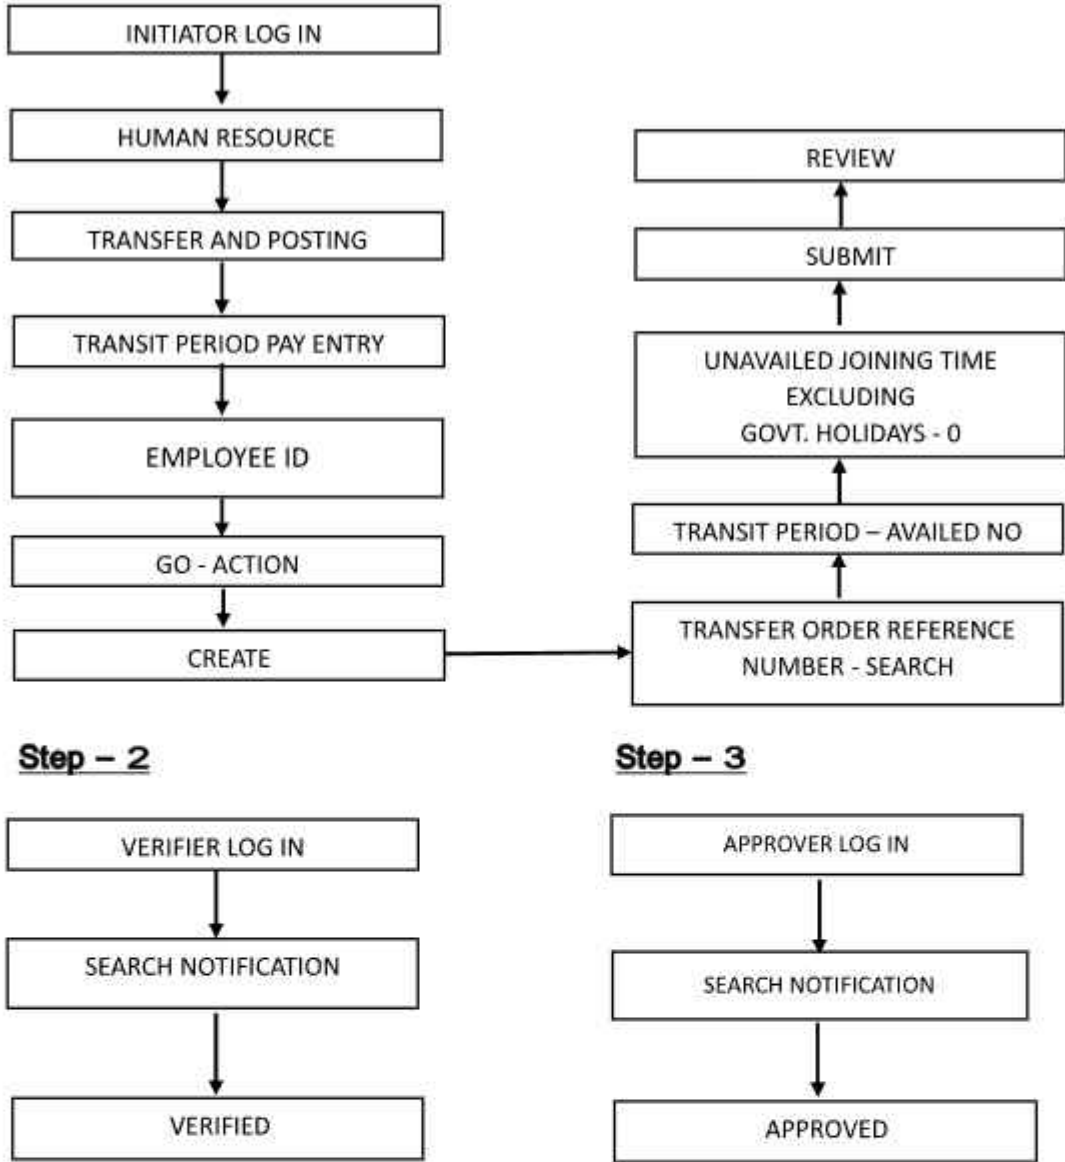 INITIATOR LOG IN
HUMAN RESOURCE
TRANSFER AND POSTING
TRANSIT PERIOD PAY ENTRY
EMPLOYEE ID
GO - ACTION
CREATE
TRANSFER ORDER REFERENCE
NUMBER - SEARCH
TRANSIT PERIOD – AVAILED NO
UNAVAILED JOINING TIME
EXCLUDING
GOVT. HOLIDAYS - 0
SUBMIT
REVIEW
Step – 2
VERIFIER LOG IN
SEARCH NOTIFICATION
VERIFIED
Step – 3
APPROVER LOG IN
SEARCH NOTIFICATION
APPROVED